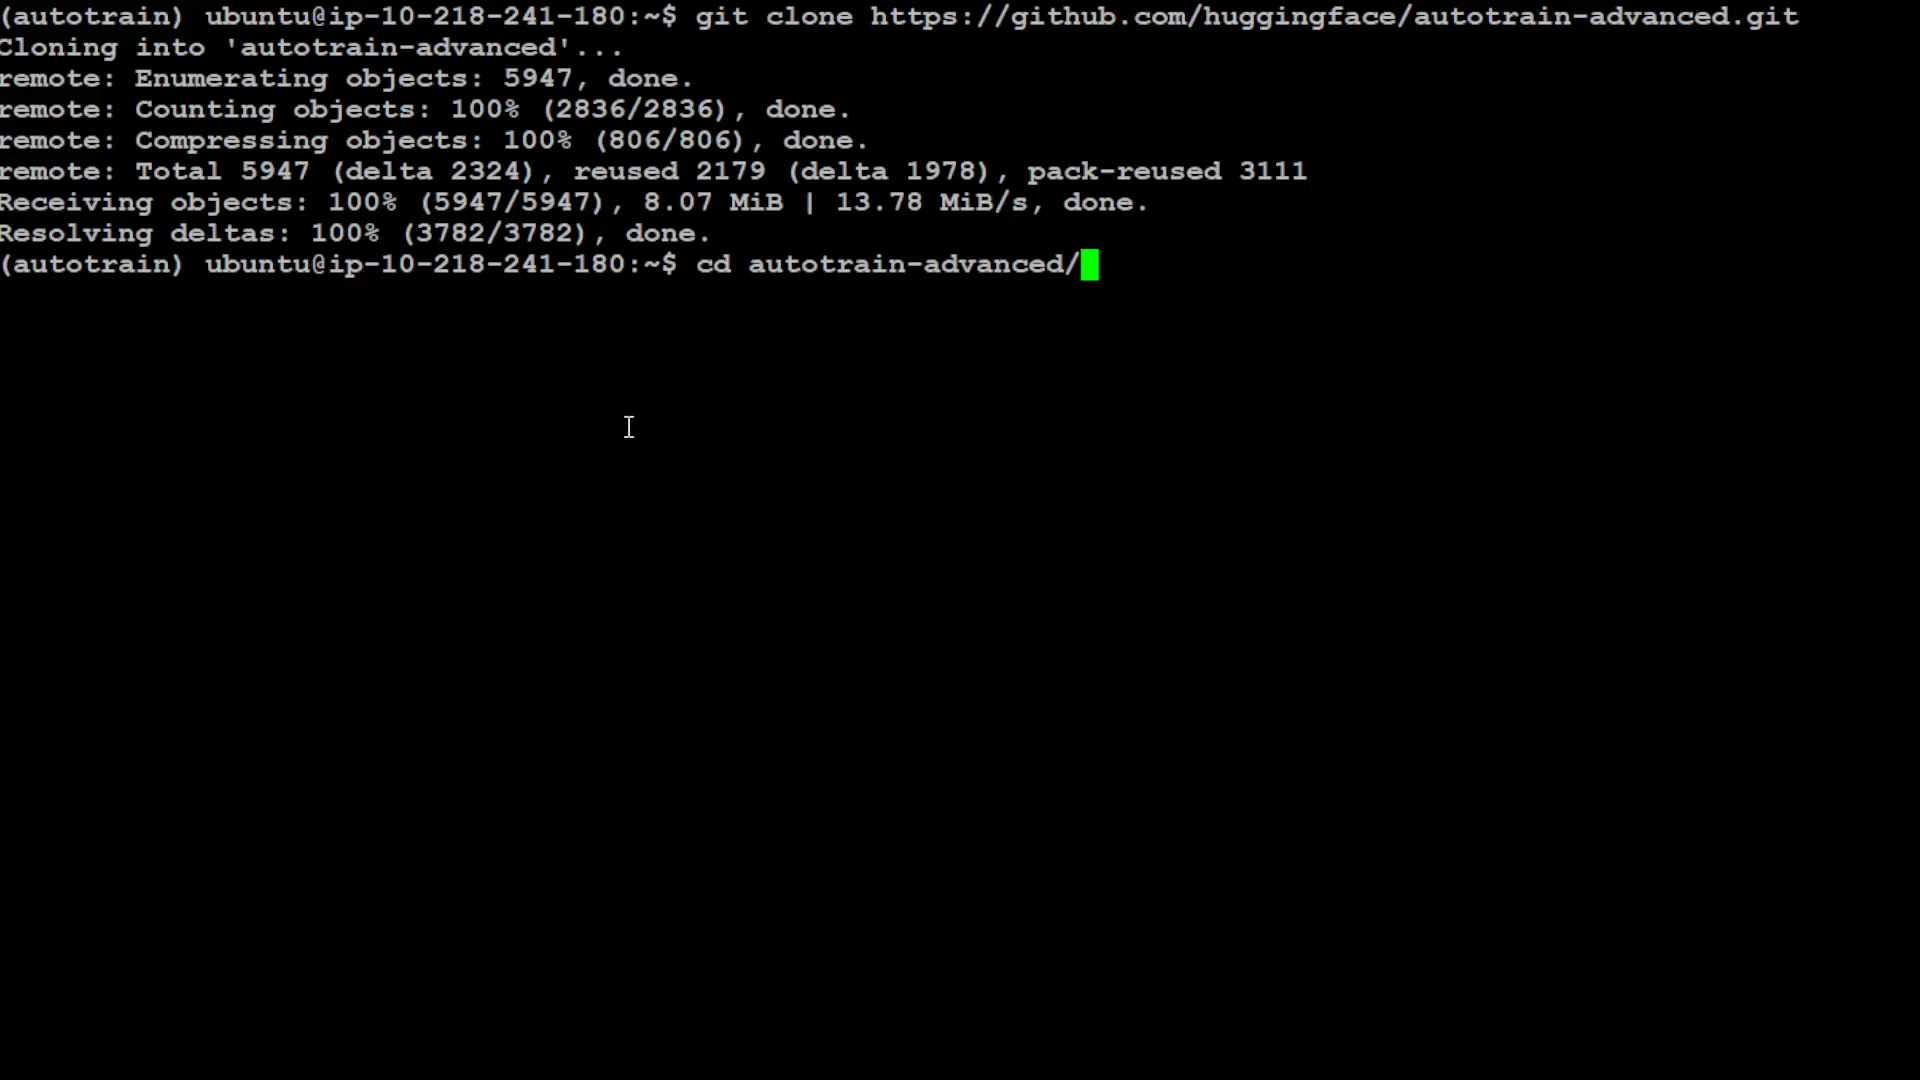 (autotrain) ubuntu@ip-10-218-241-180:~$ git clone https://github.com/huggingface/autotrain-advanced.git
Cloning into 'autotrain-advanced'...
remote: Enumerating objects: 5947, done.
remote: Counting objects: 100% (2836/2836), done.
remote: Compressing objects: 100% (806/806), done.
remote: Total 5947 (delta 2324), reused 2179 (delta 1978), pack-reused 3111
Receiving objects: 100% (5947/5947), 8.07 MiB | 13.78 MiB/s, done.
Resolving deltas: 100% (3782/3782), done.
(autotrain) ubuntu@ip-10-218-241-180:~$ cd autotrain-advanced/